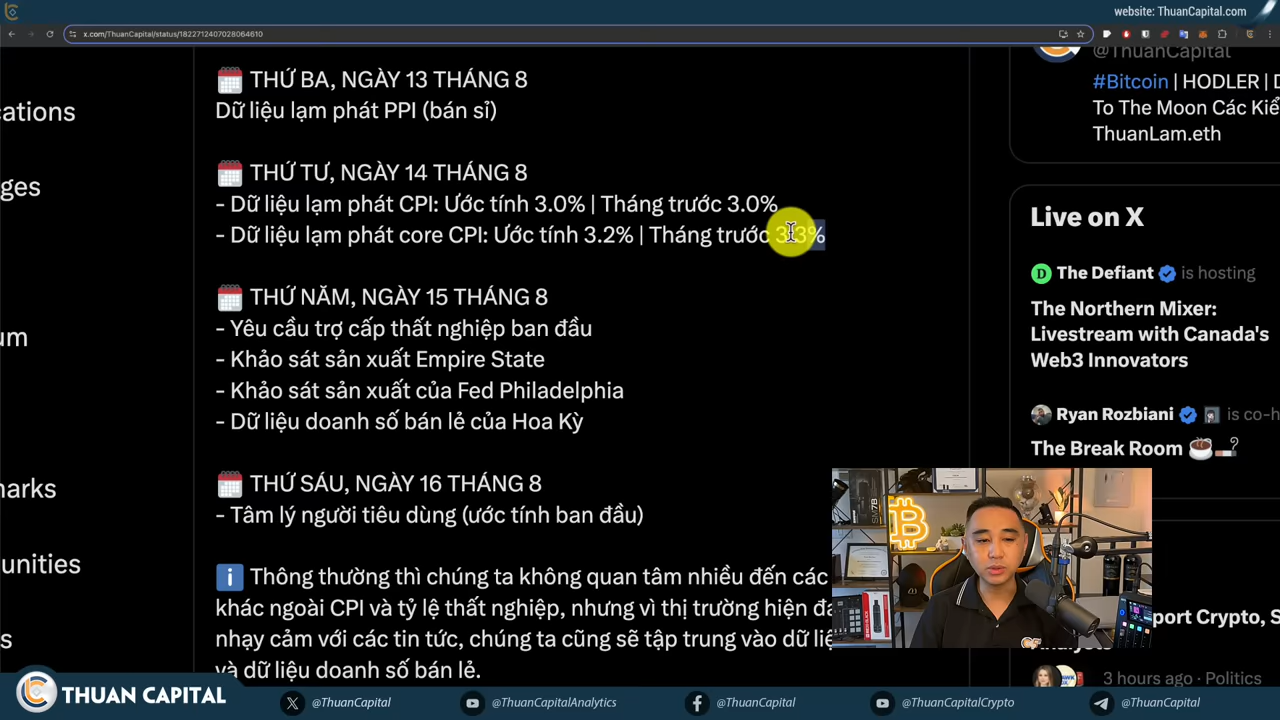 website: ThuanCapital.com
x.com/ThuanCapital/status/1822712407028064610
@ThuanCapital
THỨ BA, NGÀY 13 THÁNG 8
Dữ liệu lạm phát PPI (bán sỉ)
THỨ TƯ, NGÀY 14 THÁNG 8
- Dữ liệu lạm phát CPI: Ước tính 3.0% | Tháng trước 3.0%
- Dữ liệu lạm phát core CPI: Ước tính 3.2% | Tháng trước 3.3%
THỨ NĂM, NGÀY 15 THÁNG 8
- Yêu cầu trợ cấp thất nghiệp ban đầu
- Khảo sát sản xuất Empire State
- Khảo sát sản xuất của Fed Philadelphia
- Dữ liệu doanh số bán lẻ của Hoa Kỳ
THỨ SÁU, NGÀY 16 THÁNG 8
- Tâm lý người tiêu dùng (ước tính ban đầu)
Thông thường thì chúng ta không quan tâm nhiều đến các
khác ngoài CPI và tỷ lệ thất nghiệp, nhưng vì thị trường hiện
nhạy cảm với các tin tức, chúng ta cũng sẽ tập trung vào dữ
và dữ liệu doanh số bán lẻ.
ations
ges
um
arks
unities
s
#Bitcoin | HODLER |
To The Moon Các
ThuanLam.eth
Live on X
The Defiant is hosting
The Northern Mixer:
Livestream with Canada's
Web3 Innovators
Ryan Rozbiani is co-h
The Break Room
SM7B
port Crypto,
3 hours ago · Politics
THUAN CAPITAL
@ThuanCapital
@ThuanCapitalAnalytics
@ThuanCapital
@ThuanCapitalCrypto
@ThuanCapital